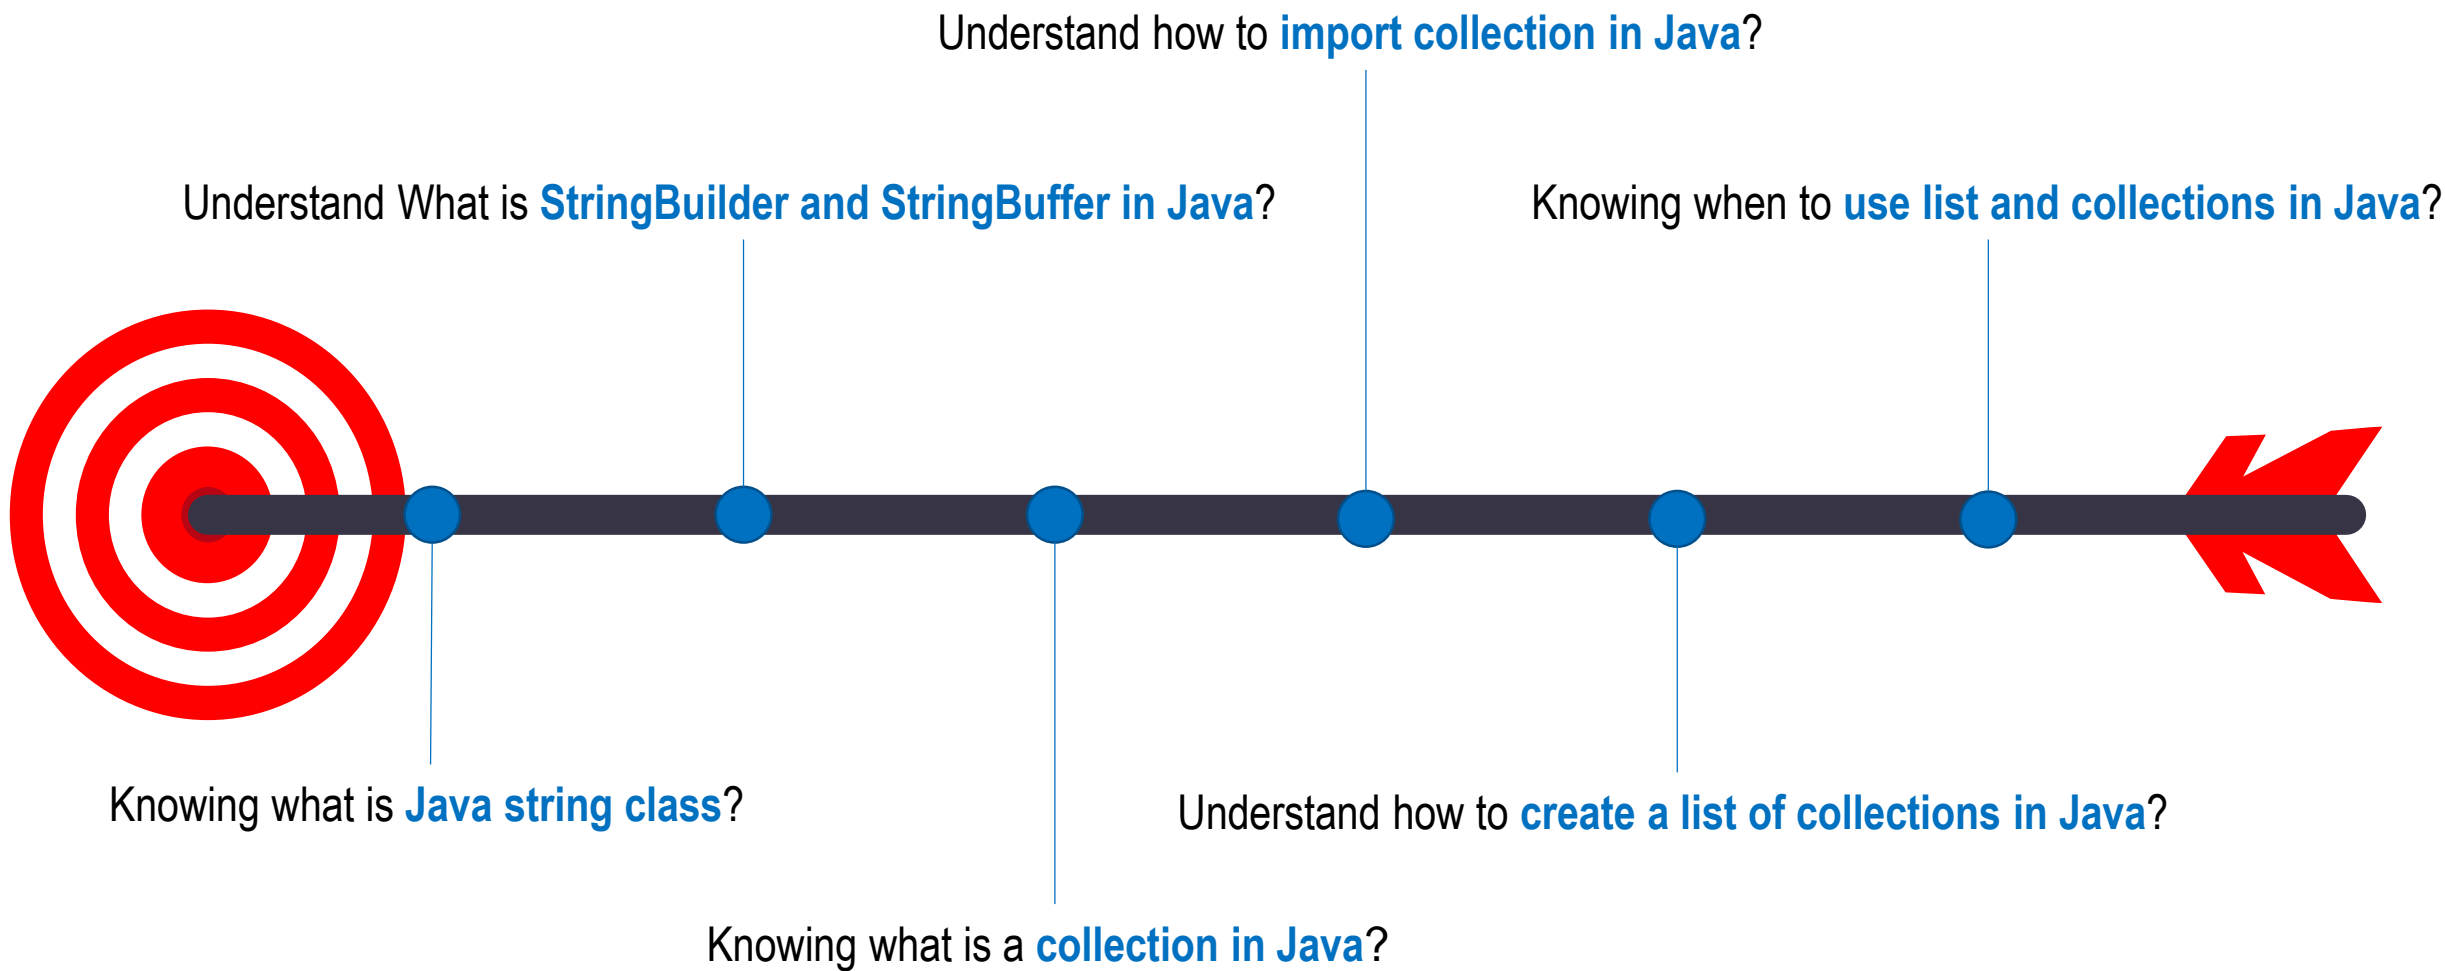 Understand how to import collection in Java?
Understand What is StringBuilder and StringBuffer in Java?
Knowing when to use list and collections in Java?
Knowing what is Java string class?
Understand how to create a list of collections in Java?
Knowing what is a collection in Java?